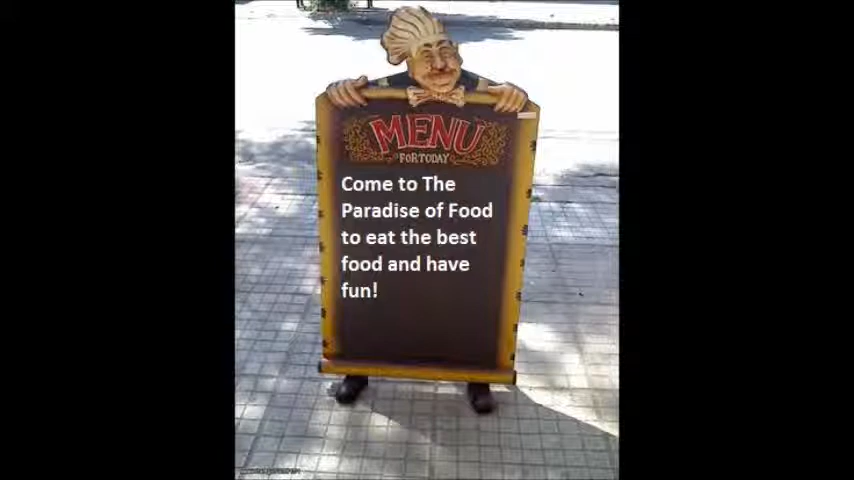 MENU
FOR TODAY
Come to The
Paradise of Food
to eat the best
food and have
fun!